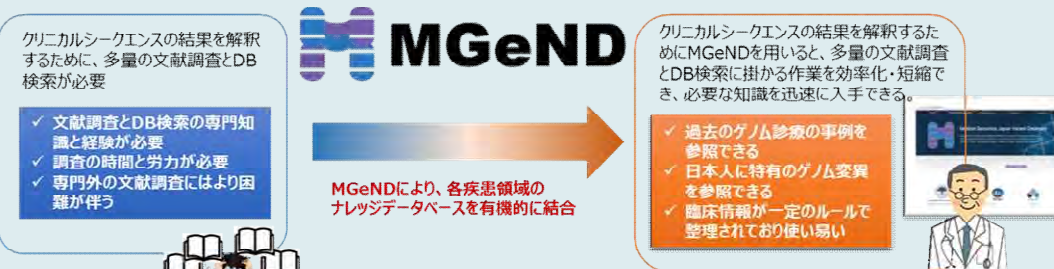 クリニカルシークエンスの結果を解釈
するために、多量の文献調査とDB
検索が必要
✓ 文献調査とDB検索の専門知
識と経験が必要
✓ 調査の時間と労力が必要
✓ 専門外の文献調査にはより困
難が伴う
MGeND
MGeNDにより、各疾患領域の
ナレッジデータベースを有機的に結合
クリニカルシークエンスの結果を解釈するた
めにMGeNDを用いると、多量の文献調査
とDB検索に掛かる作業を効率化・短縮で
き、必要な知識を迅速に入手できる。
✓ 過去のゲノム診療の事例を
参照できる
✓ 日本人に特有のゲノム変異
を参照できる
✓ 臨床情報が一定のルールで
整理されており使い易い